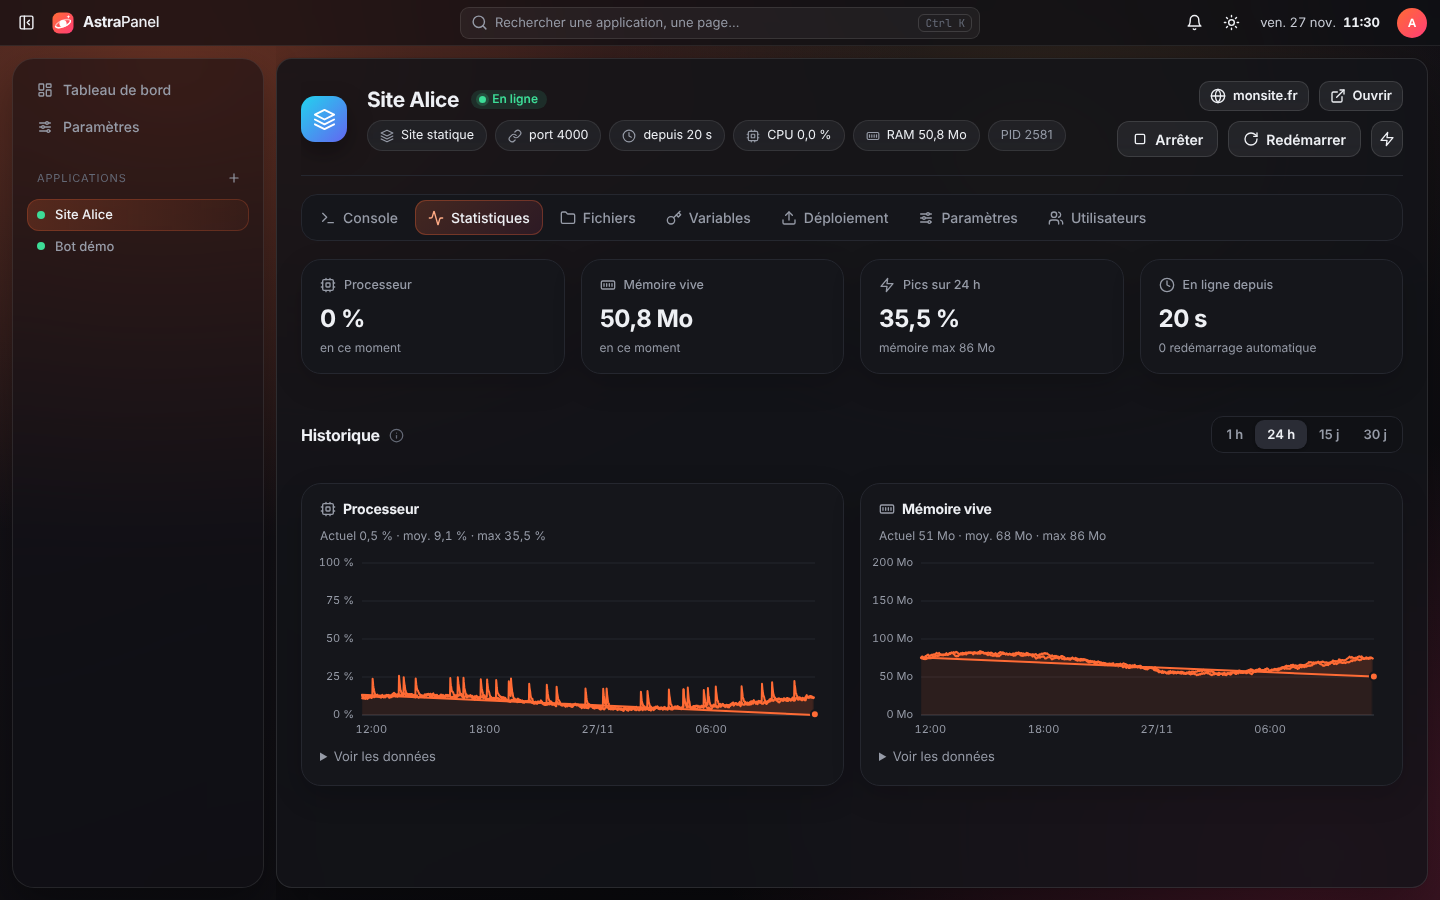 AstraPanel
Rechercher une application, une page...
Ctrl K
ven. 27 nov. 11:30
A
Tableau de bord
Paramètres
APPLICATIONS
Site Alice
Bot démo
Site Alice
En ligne
Site statique
port 4000
depuis 20 s
CPU 0,0 %
RAM 50,8 Mo
PID 2581
monsite.fr
Ouvrir
Arrêter
Redémarrer
Console
Statistiques
Fichiers
Variables
Déploiement
Paramètres
Utilisateurs
Processeur
0 %
en ce moment
Mémoire vive
50,8 Mo
en ce moment
Pics sur 24 h
35,5 %
mémoire max 86 Mo
En ligne depuis
20 s
0 redémarrage automatique
Historique
1 h
24 h
15 j
30 j
Processeur
Actuel 0,5 % · moy. 9,1 % · max 35,5 %
100 %
75 %
50 %
25 %
0 %
12:00
18:00
27/11
06:00
Voir les données
Mémoire vive
Actuel 51 Mo · moy. 68 Mo · max 86 Mo
200 Mo
150 Mo
100 Mo
50 Mo
0 Mo
12:00
18:00
27/11
06:00
Voir les données